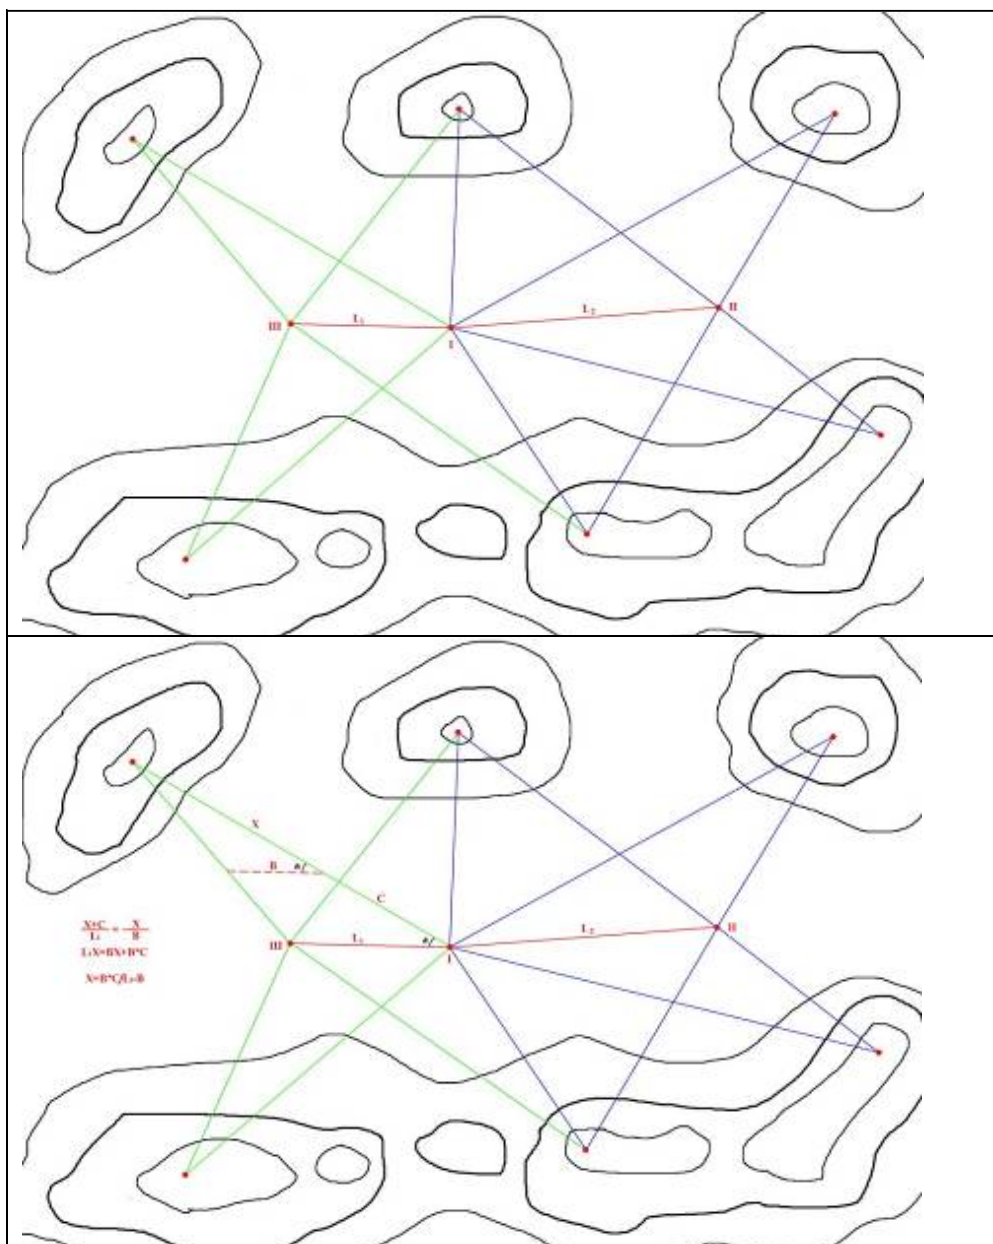 III L₁ I L₂ II
X
B a/
C
III L₁ a/ I L₂ II
X+C/L₁ = X/B
L₁X=BX+B*C
X=B*C/L₁-B